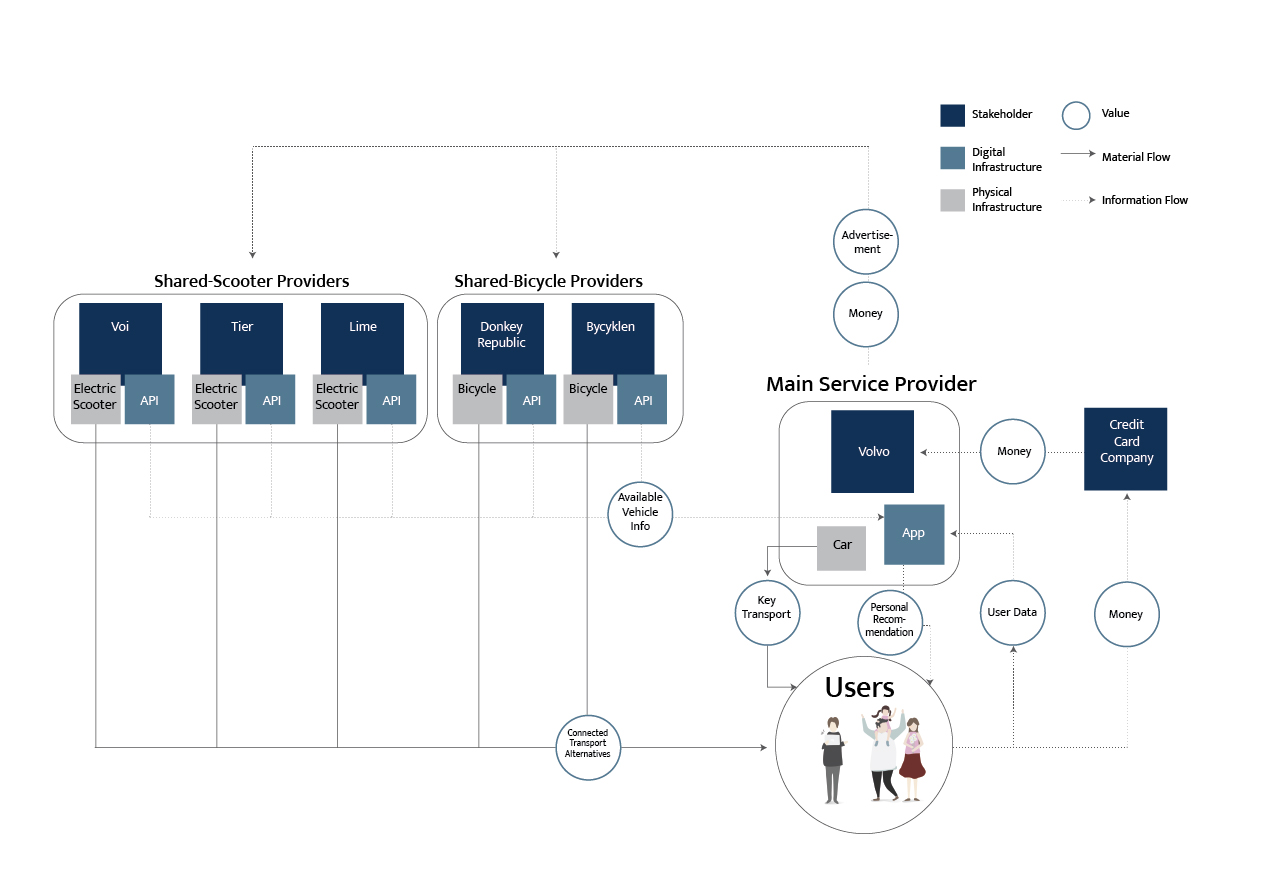 Stakeholder
Value
Digital
Infrastructure
Material Flow
Physical
Infrastructure
Information Flow
Advertise-
ment
Money
Shared-Scooter Providers
Shared-Bicycle Providers
Voi
Tier
Lime
Donkey
Republic
Bycyklen
Electric
Scooter
API
Electric
Scooter
API
Electric
Scooter
API
Bicycle
API
Bicycle
API
Main Service Provider
Volvo
Money
Credit
Card
Company
Available
Vehicle
Info
App
Car
Key
Transport
Personal
Recom-
mendation
User Data
Money
Users
Connected
Transport
Alternatives